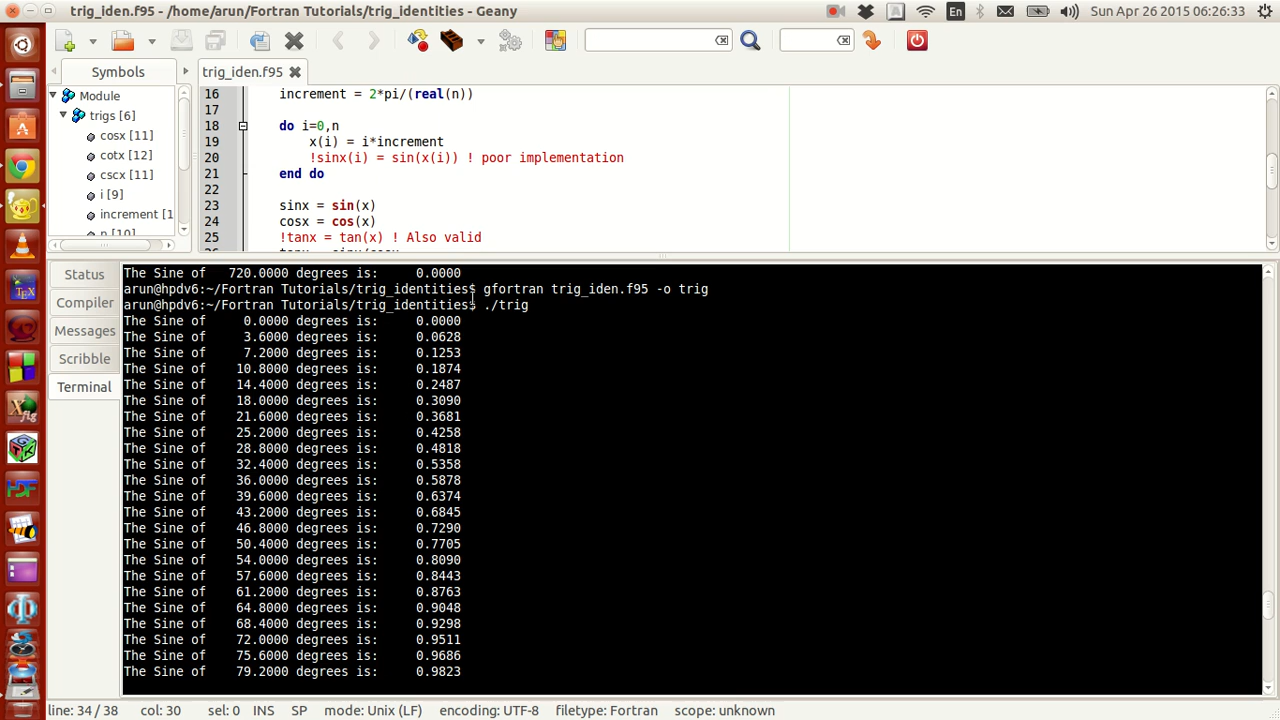 trig_iden.f95 - /home/arun/Fortran Tutorials/trig_identities - Geany
En
Sun Apr 26 2015 06:26:33
Symbols
trig_iden.f95
Module
trigs [6]
cosx [11]
cotx [12]
cscx [11]
i [9]
increment [1
n [10]
16 increment = 2*pi/(real(n))
17
18 do i=0,n
19 x(i) = i*increment
20 !sinx(i) = sin(x(i)) ! poor implementation
21 end do
22
23 sinx = sin(x)
24 cosx = cos(x)
25 !tanx = tan(x) ! Also valid
26 tanx = sinx/cosx
Status
Compiler
Messages
Scribble
Terminal
The Sine of 720.0000 degrees is: 0.0000
arun@hpdv6:~/Fortran Tutorials/trig_identities$ gfortran trig_iden.f95 -o trig
arun@hpdv6:~/Fortran Tutorials/trig_identities$ ./trig
The Sine of 0.0000 degrees is: 0.0000
The Sine of 3.6000 degrees is: 0.0628
The Sine of 7.2000 degrees is: 0.1253
The Sine of 10.8000 degrees is: 0.1874
The Sine of 14.4000 degrees is: 0.2487
The Sine of 18.0000 degrees is: 0.3090
The Sine of 21.6000 degrees is: 0.3681
The Sine of 25.2000 degrees is: 0.4258
The Sine of 28.8000 degrees is: 0.4818
The Sine of 32.4000 degrees is: 0.5358
The Sine of 36.0000 degrees is: 0.5878
The Sine of 39.6000 degrees is: 0.6374
The Sine of 43.2000 degrees is: 0.6845
The Sine of 46.8000 degrees is: 0.7290
The Sine of 50.4000 degrees is: 0.7705
The Sine of 54.0000 degrees is: 0.8090
The Sine of 57.6000 degrees is: 0.8443
The Sine of 61.2000 degrees is: 0.8763
The Sine of 64.8000 degrees is: 0.9048
The Sine of 68.4000 degrees is: 0.9298
The Sine of 72.0000 degrees is: 0.9511
The Sine of 75.6000 degrees is: 0.9686
The Sine of 79.2000 degrees is: 0.9823
line: 34 / 38 col: 30 sel: 0 INS SP mode: Unix (LF) encoding: UTF-8 filetype: Fortran scope: unknown